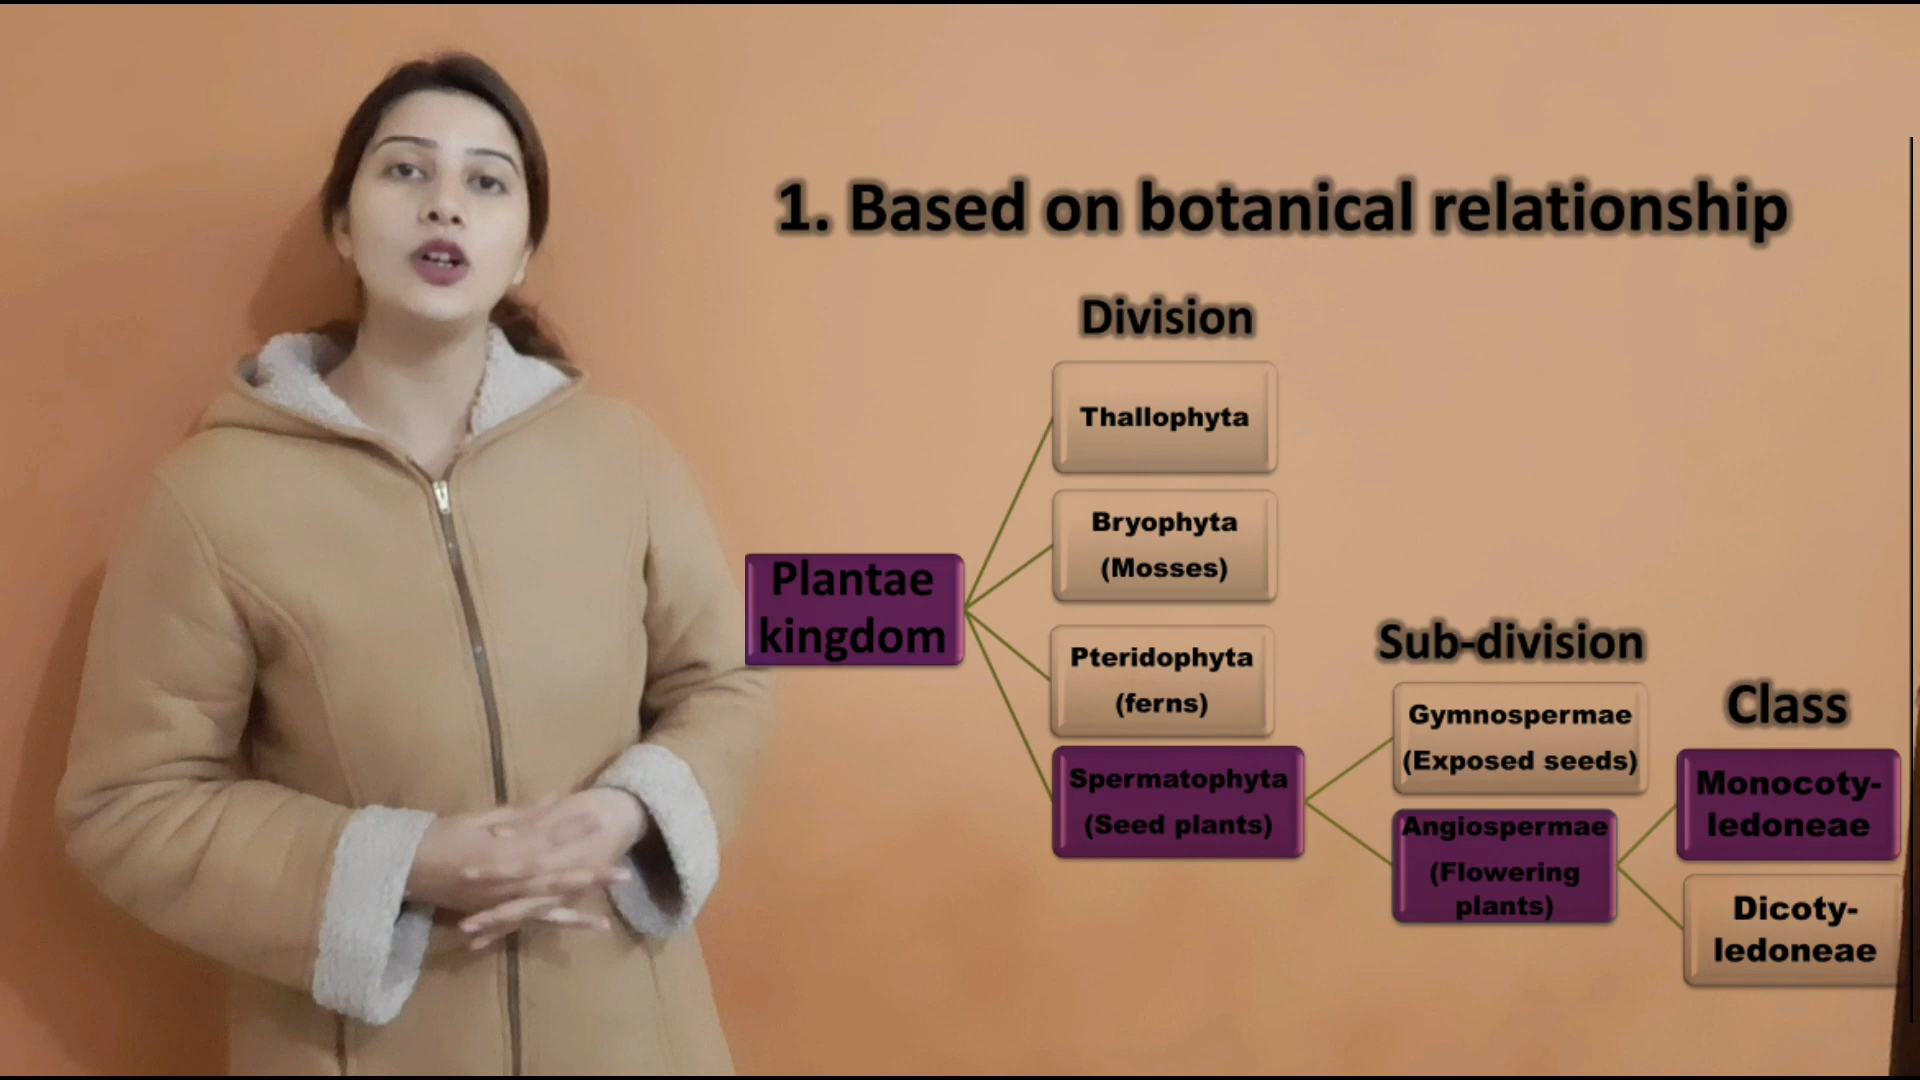 1. Based on botanical relationship
Division
Thallophyta
Bryophyta
(Mosses)
Plantae
kingdom
Pteridophyta
(ferns)
Spermatophyta
(Seed plants)
Sub-division
Gymnospermae
(Exposed seeds)
Angiospermae
(Flowering
plants)
Class
Monocoty-
ledoneae
Dicoty-
ledoneae